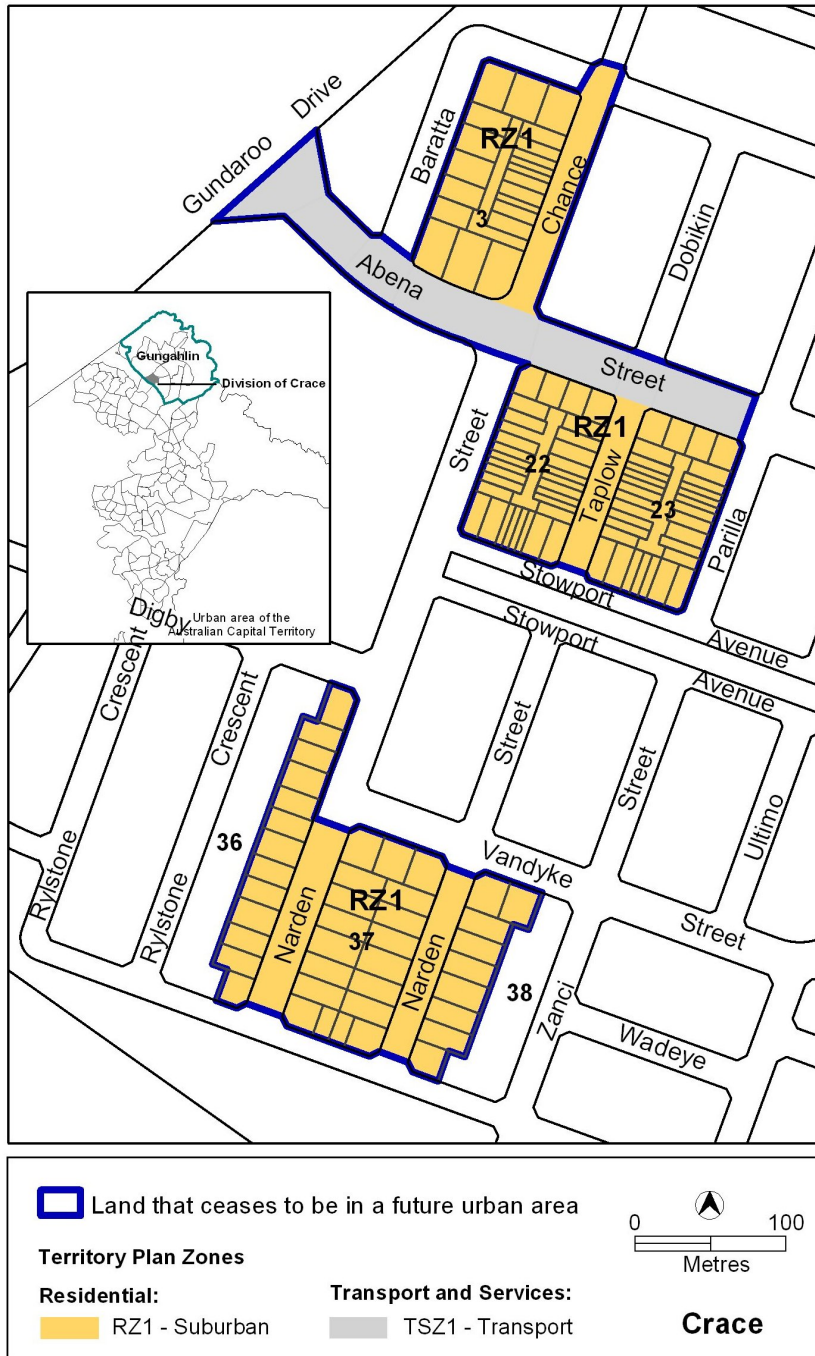 Gundaroo Drive
Baratta
RZ1
Chance
3
Dobikin
Abena
Street
Gungahlin
Division of Crace
Urban area of the
Australian Capital Territory
Street
RZ1
22
Taplow
23
Parilla
Stowport
Stowport
Avenue
Avenue
Digby
Crescent
Crescent
Street
Street
Ultimo
36
Rylstone
Rylstone
Narden
RZ1
37
Narden
Vandyke
Street
38
Zanci
Wadeye
Land that ceases to be in a future urban area
0 100
Metres
Territory Plan Zones
Residential:
RZ1 - Suburban
Transport and Services:
TSZ1 - Transport
Crace